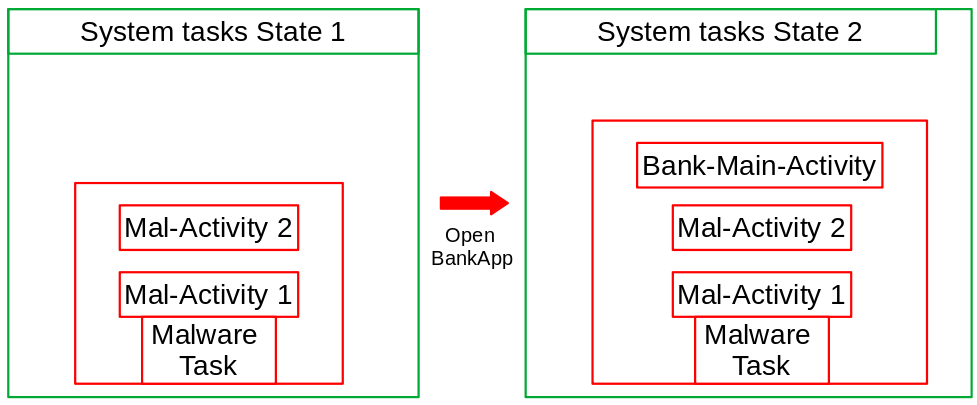 System tasks State 1
Mal-Activity 2
Mal-Activity 1
Malware
Task
Open
BankApp
System tasks State 2
Bank-Main-Activity
Mal-Activity 2
Mal-Activity 1
Malware
Task